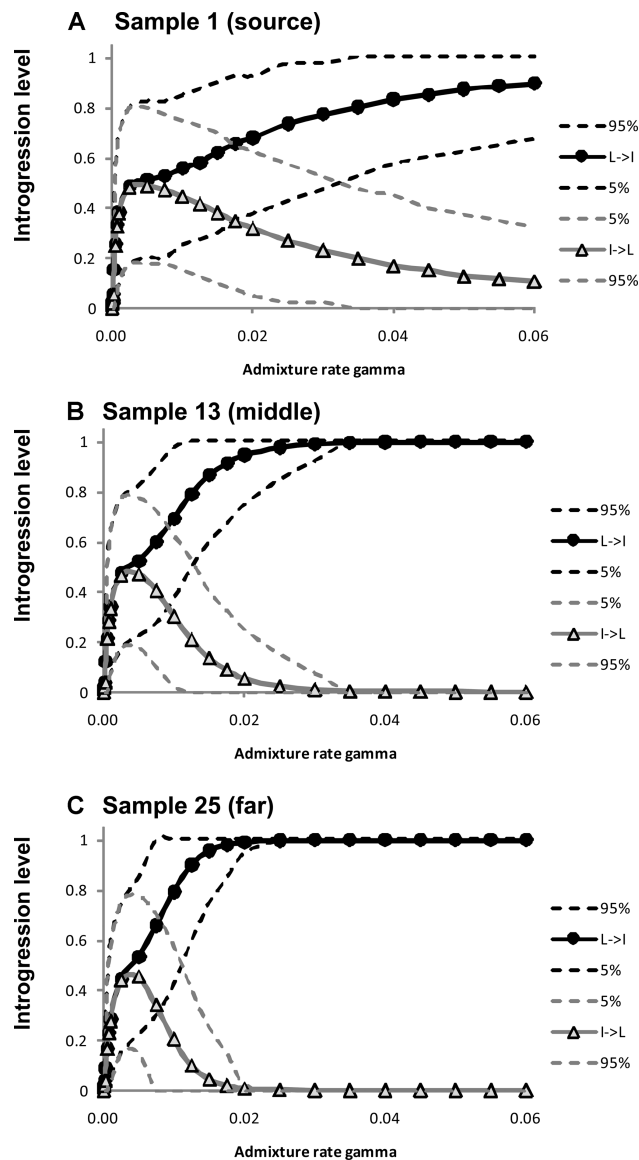 A Sample 1 (source)
Introgression level
1
0.8
0.6
0.4
0.2
0
0.00 0.02 0.04 0.06
Admixture rate gamma
95%
L->I
5%
5%
I->L
95%
B Sample 13 (middle)
Introgression level
1
0.8
0.6
0.4
0.2
0
0.00 0.02 0.04 0.06
Admixture rate gamma
95%
L->I
5%
5%
I->L
95%
C Sample 25 (far)
Introgression level
1
0.8
0.6
0.4
0.2
0
0.00 0.02 0.04 0.06
Admixture rate gamma
95%
L->I
5%
5%
I->L
95%